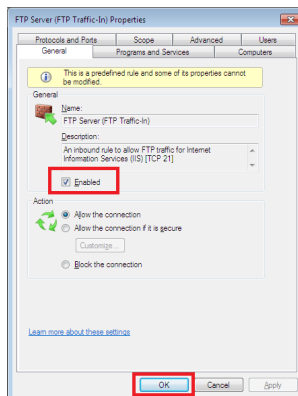 FTP Server (FTP Traffic-In) Properties
Protocols and Ports Scope Advanced Users
General Programs and Services Computers
This is a predefined rule and some of its properties cannot
be modified.
General
Name:
FTP Server (FTP Traffic-In)
Description:
An inbound rule to allow FTP traffic for Internet
Information Services (IIS) [TCP 21]
Enabled
Action
Allow the connection
Allow the connection if it is secure
Customize...
Block the connection
Learn more about these settings
OK Cancel Apply